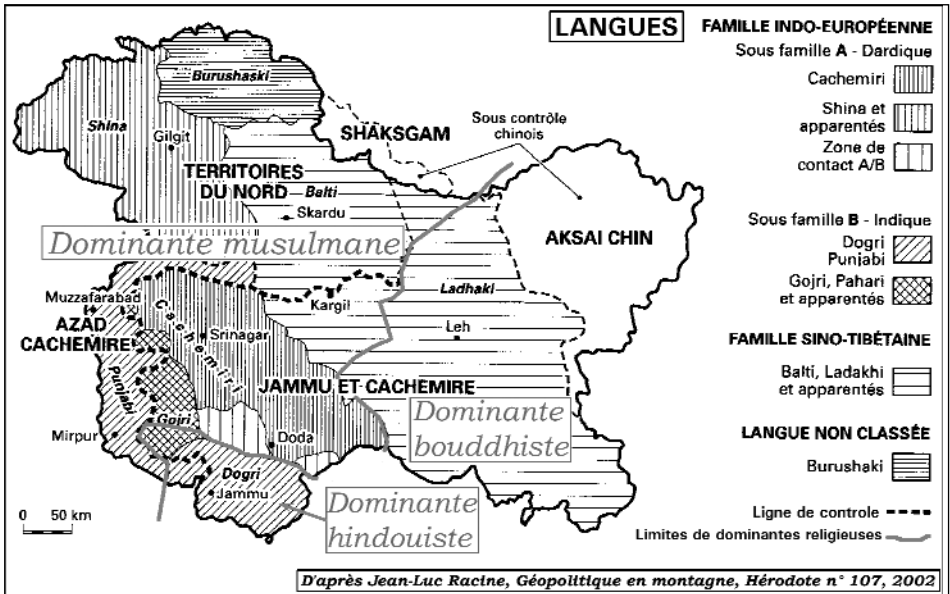 LANGUES
FAMILLE INDO-EUROPÉENNE
Sous famille A - Dardique
Cachemiri
Shina et
apparentés
Zone de
contact A/B
Sous famille B - Indique
Dogri
Punjabi
Gojri, Pahari
et apparentés
FAMILLE SINO-TIBÉTAINE
Balti, Ladakhi
et apparentés
LANGUE NON CLASSÉE
Burushaki
Ligne de controle
Limites de dominantes religieuses
Burushaski
Shina
Gilgit
SHAKSGAM
Sous contrôle
chinois
TERRITOIRES
DU NORD
Balti
Skardu
AKSAI CHIN
Dominante musulmane
Ladhaki
Kargil
Muzzafarabad
Cachemiri
Srinagar
Leh
AZAD
CACHEMIRE
Punjabi
JAMMU ET CACHEMIRE
Dominante
bouddhiste
Gojri
Mirpur
Doda
Dogri
Jammu
Dominante
hindouiste
0 50 km
D'après Jean-Luc Racine, Géopolitique en montagne, Hérodote n° 107, 2002